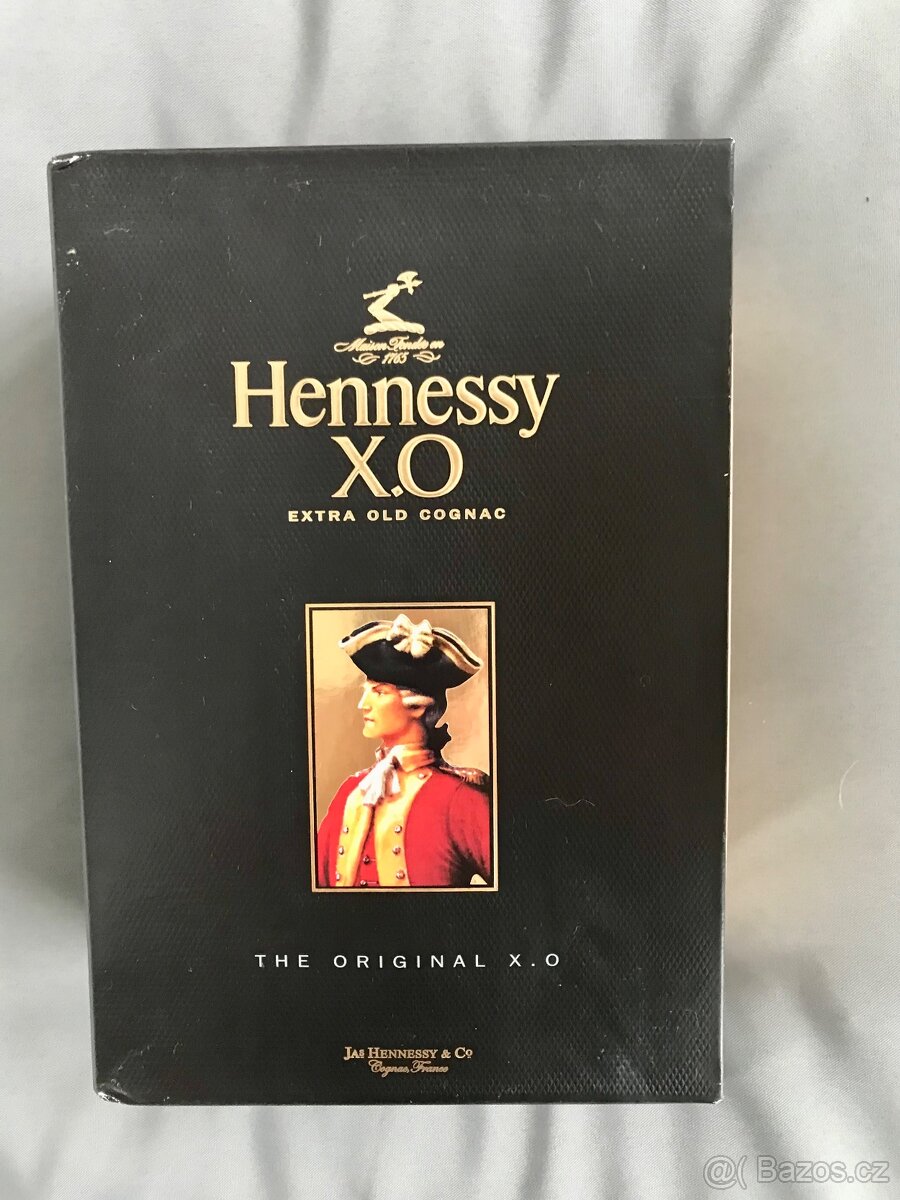 Maison Fondée en
1765
Hennessy
X.O
EXTRA OLD COGNAC
THE ORIGINAL X.O
JAS HENNESSY & Co
Cognac, France
@( Bazos.cz